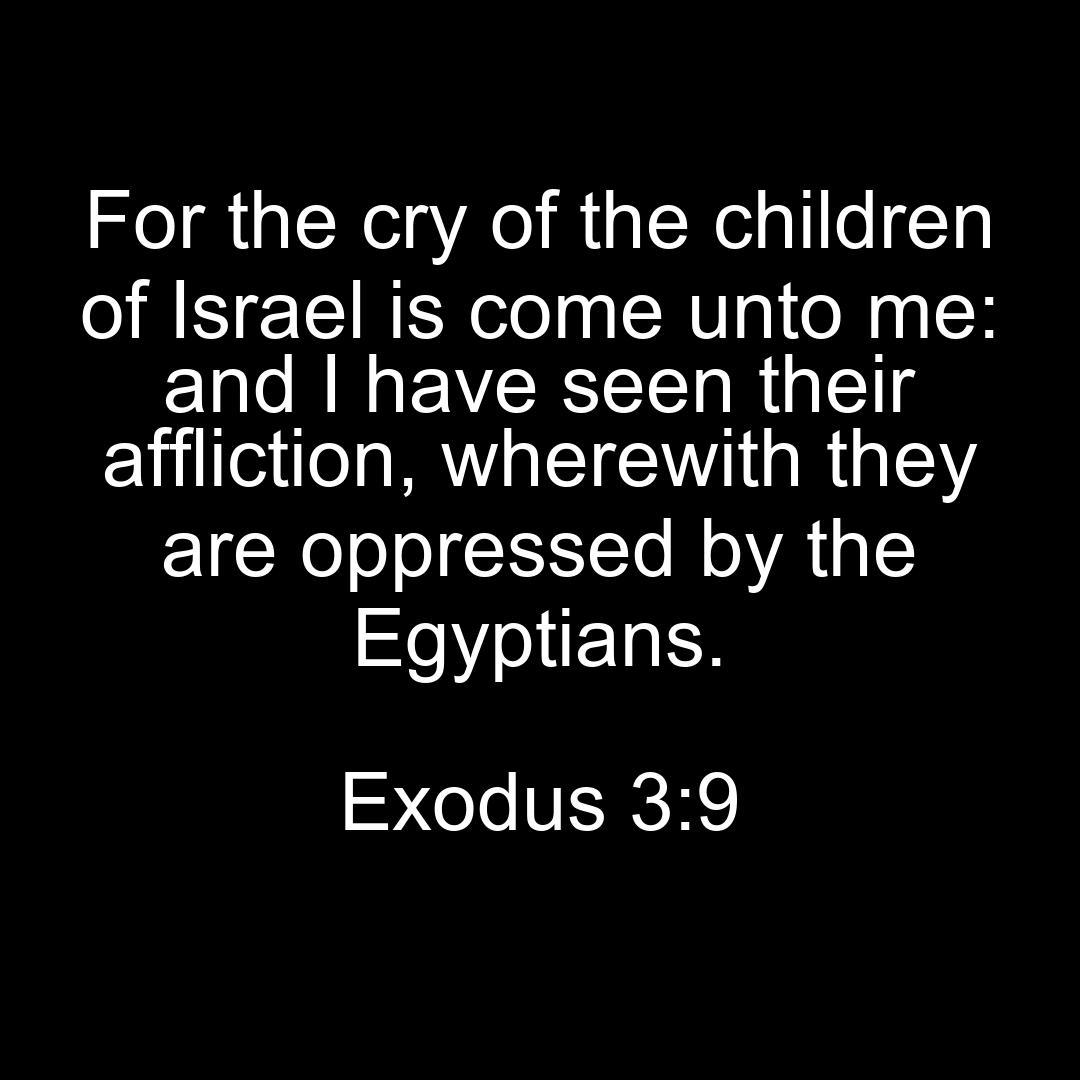 For the cry of the children
of Israel is come unto me:
and I have seen their
affliction, wherewith they
are oppressed by the
Egyptians.
Exodus 3:9